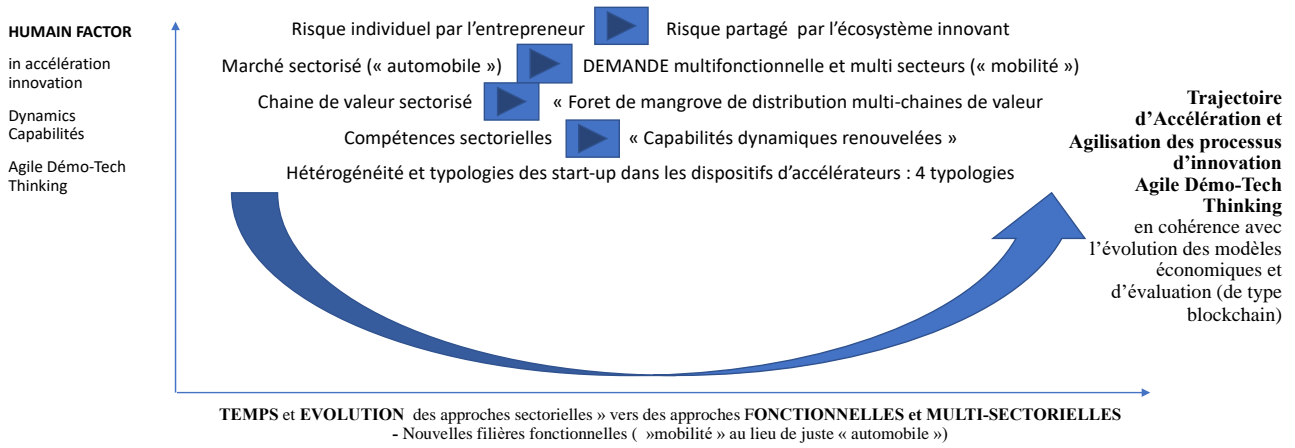 HUMAIN FACTOR
in accélération
innovation
Dynamics
Capabilités
Agile Démo-Tech
Thinking
Risque individuel par l’entrepreneur Risque partagé par l’écosystème innovant
Marché sectorisé (« automobile ») DEMANDE multifonctionnelle et multi secteurs (« mobilité »)
Chaine de valeur sectorisé « Foret de mangrove de distribution multi-chaines de valeur
Compétences sectorielles « Capabilités dynamiques renouvelées »
Hétérogénéité et typologies des start-up dans les dispositifs d’accélérateurs : 4 typologies
Trajectoire
d’Accélération et
Agilisation des processus
d’innovation
Agile Démo-Tech
Thinking
en cohérence avec
l’évolution des modèles
économiques et
d’évaluation (de type
blockchain)
TEMPS et EVOLUTION des approches sectorielles » vers des approches FONCTIONNELLES et MULTI-SECTORIELLES
- Nouvelles filières fonctionnelles ( »mobilité » au lieu de juste « automobile »)